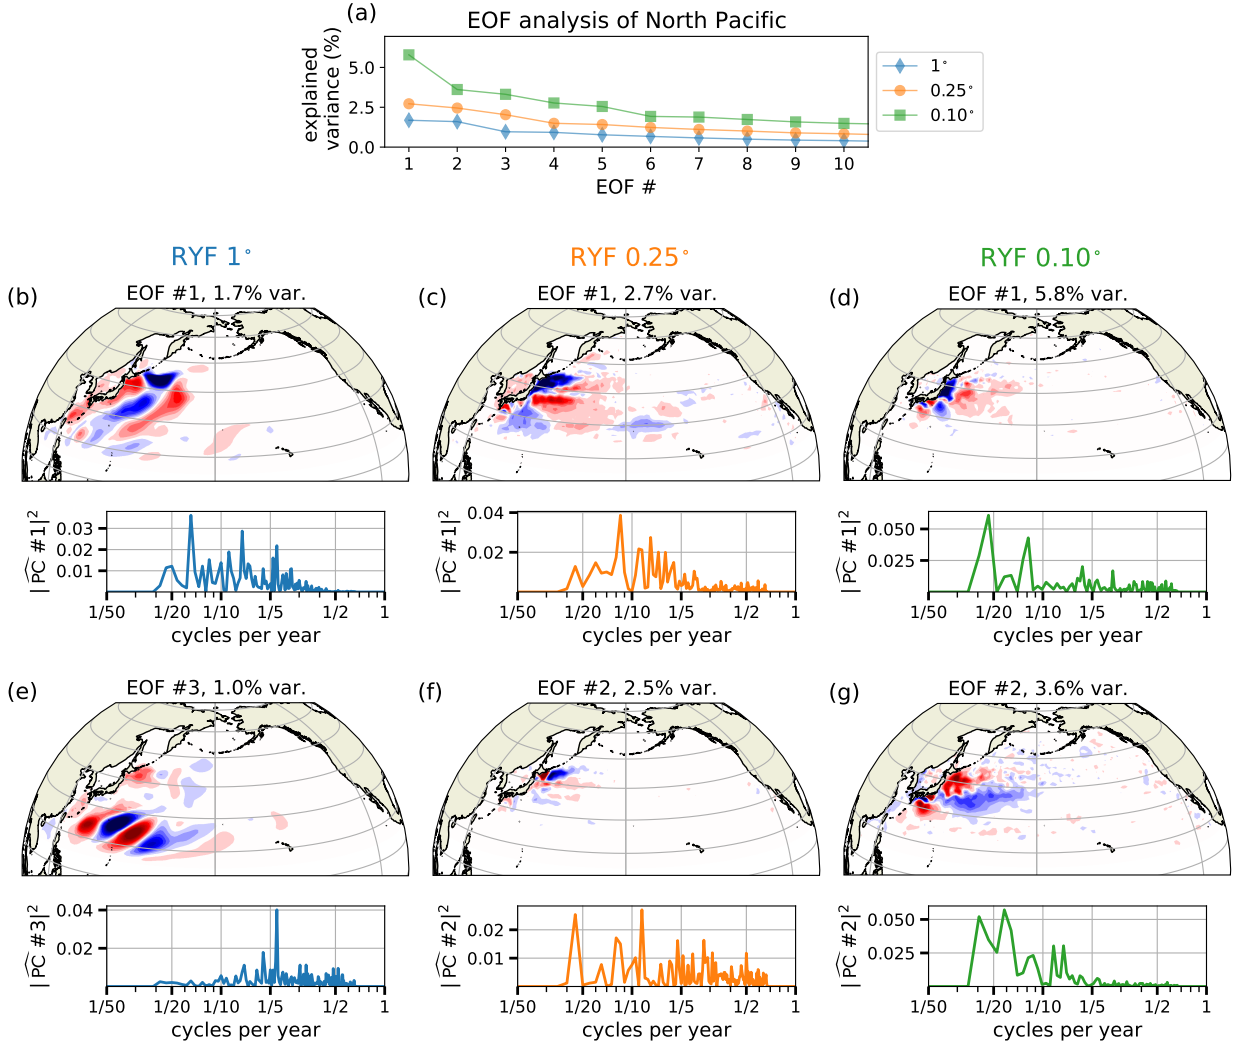 (a)
EOF analysis of North Pacific
explained
variance (%)
5.0
2.5
0.0
1 2 3 4 5 6 7 8 9 10
EOF #
1°
0.25°
0.10°
RYF 1°
RYF 0.25°
RYF 0.10°
(b)
EOF #1, 1.7% var.
(c)
EOF #1, 2.7% var.
(d)
EOF #1, 5.8% var.
|PC #1|²
0.03
0.02
0.01
1/50 1/20 1/10 1/5 1/2 1
cycles per year
|PC #1|²
0.04
0.02
1/50 1/20 1/10 1/5 1/2 1
cycles per year
|PC #1|²
0.050
0.025
1/50 1/20 1/10 1/5 1/2 1
cycles per year
(e)
EOF #3, 1.0% var.
(f)
EOF #2, 2.5% var.
(g)
EOF #2, 3.6% var.
|PC #3|²
0.04
0.02
1/50 1/20 1/10 1/5 1/2 1
cycles per year
|PC #2|²
0.02
0.01
1/50 1/20 1/10 1/5 1/2 1
cycles per year
|PC #2|²
0.050
0.025
1/50 1/20 1/10 1/5 1/2 1
cycles per year